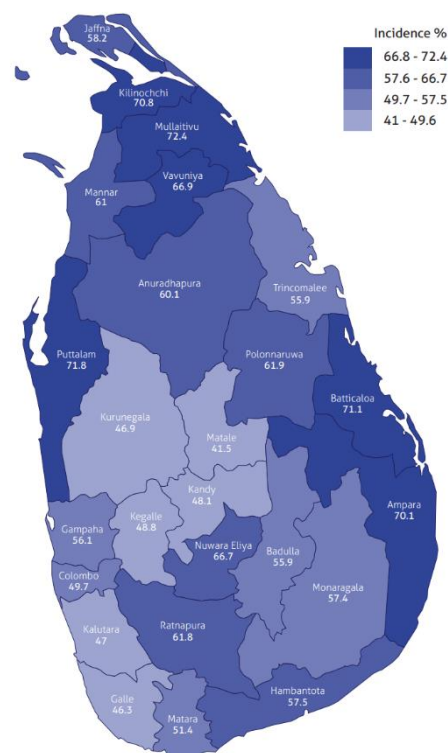 Incidence %
66.8 - 72.4
57.6 - 66.7
49.7 - 57.5
41 - 49.6
Jaffna
58.2
Kilinochchi
70.8
Mullaitivu
72.4
Vavuniya
66.9
Mannar
61
Anuradhapura
60.1
Trincomalee
55.9
Puttalam
71.8
Polonnaruwa
61.9
Batticaloa
71.1
Kurunegala
46.9
Matale
41.5
Kandy
48.1
Ampara
70.1
Kegalle
48.8
Gampaha
56.1
Nuwara Eliya
66.7
Badulla
55.9
Colombo
49.7
Monaragala
57.4
Kalutara
47
Ratnapura
61.8
Hambantota
57.5
Galle
46.3
Matara
51.4